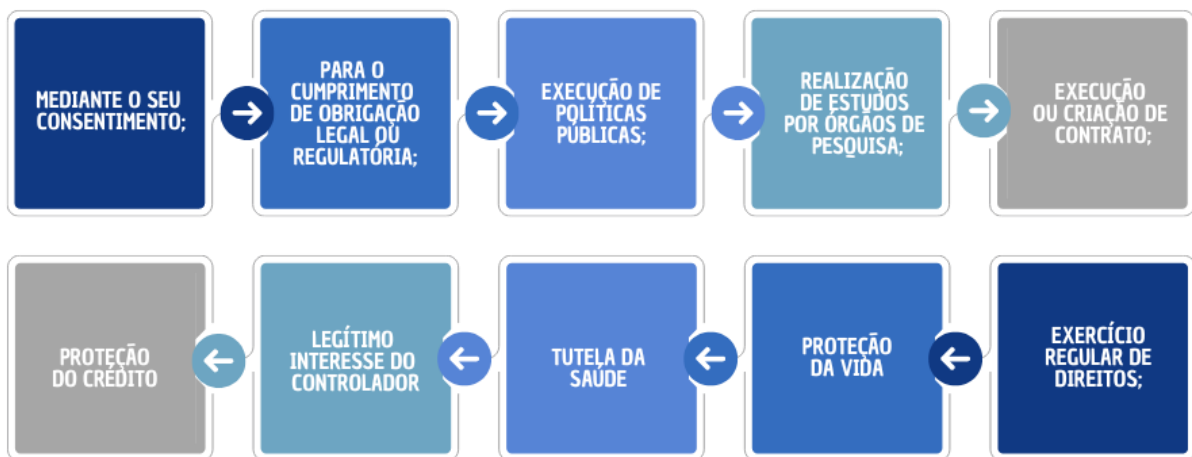 MEDIANTE O SEU
CONSENTIMENTO;
PARA O
CUMPRIMENTO
DE OBRIGAÇÃO
LEGAL OU
REGULATÓRIA;
EXECUÇÃO DE
POLÍTICAS
PÚBLICAS;
REALIZAÇÃO
DE ESTUDOS
POR ÓRGÃOS DE
PESQUISA;
EXECUÇÃO
OU CRIAÇÃO DE
CONTRATO;
EXERCÍCIO
REGULAR DE
DIREITOS;
PROTEÇÃO
DA VIDA
TUTELA DA
SAÚDE
LEGÍTIMO
INTERESSE DO
CONTROLADOR
PROTEÇÃO
DO CRÉDITO